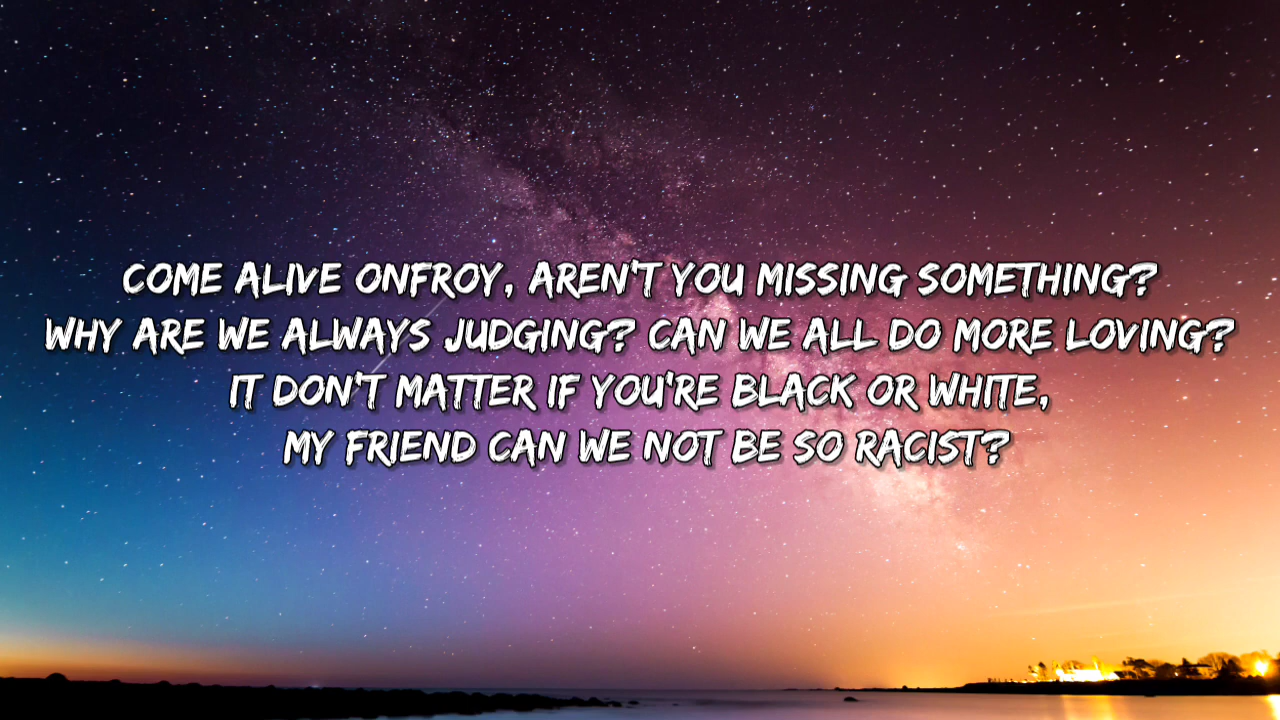 COME ALIVE ONFROY, AREN'T YOU MISSING SOMETHING?
WHY ARE WE ALWAYS JUDGING? CAN WE ALL DO MORE LOVING?
IT DON'T MATTER IF YOU'RE BLACK OR WHITE,
MY FRIEND CAN WE NOT BE SO RACIST?